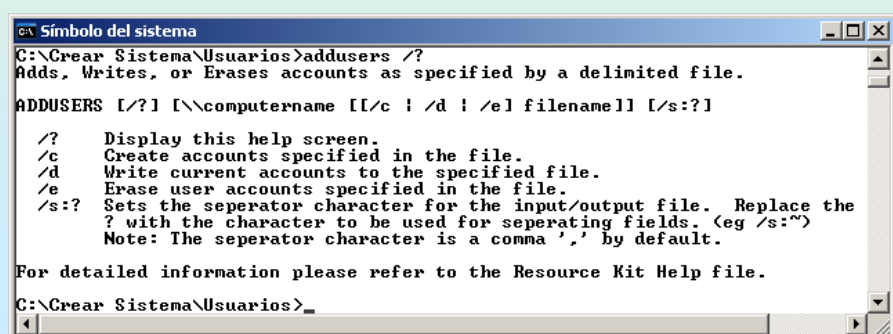 Símbolo del sistema
C:\Crear Sistema\Usuarios>addusers /?
Adds, Writes, or Erases accounts as specified by a delimited file.
ADDUSERS [/?] [\\computername [[/c ¦ /d ¦ /e] filename]] [/s:?]
/? Display this help screen.
/c Create accounts specified in the file.
/d Write current accounts to the specified file.
/e Erase user accounts specified in the file.
/s:? Sets the seperator character for the input/output file. Replace the
? with the character to be used for seperating fields. (eg /s:~)
Note: The seperator character is a comma ',' by default.
For detailed information please refer to the Resource Kit Help file.
C:\Crear Sistema\Usuarios>_